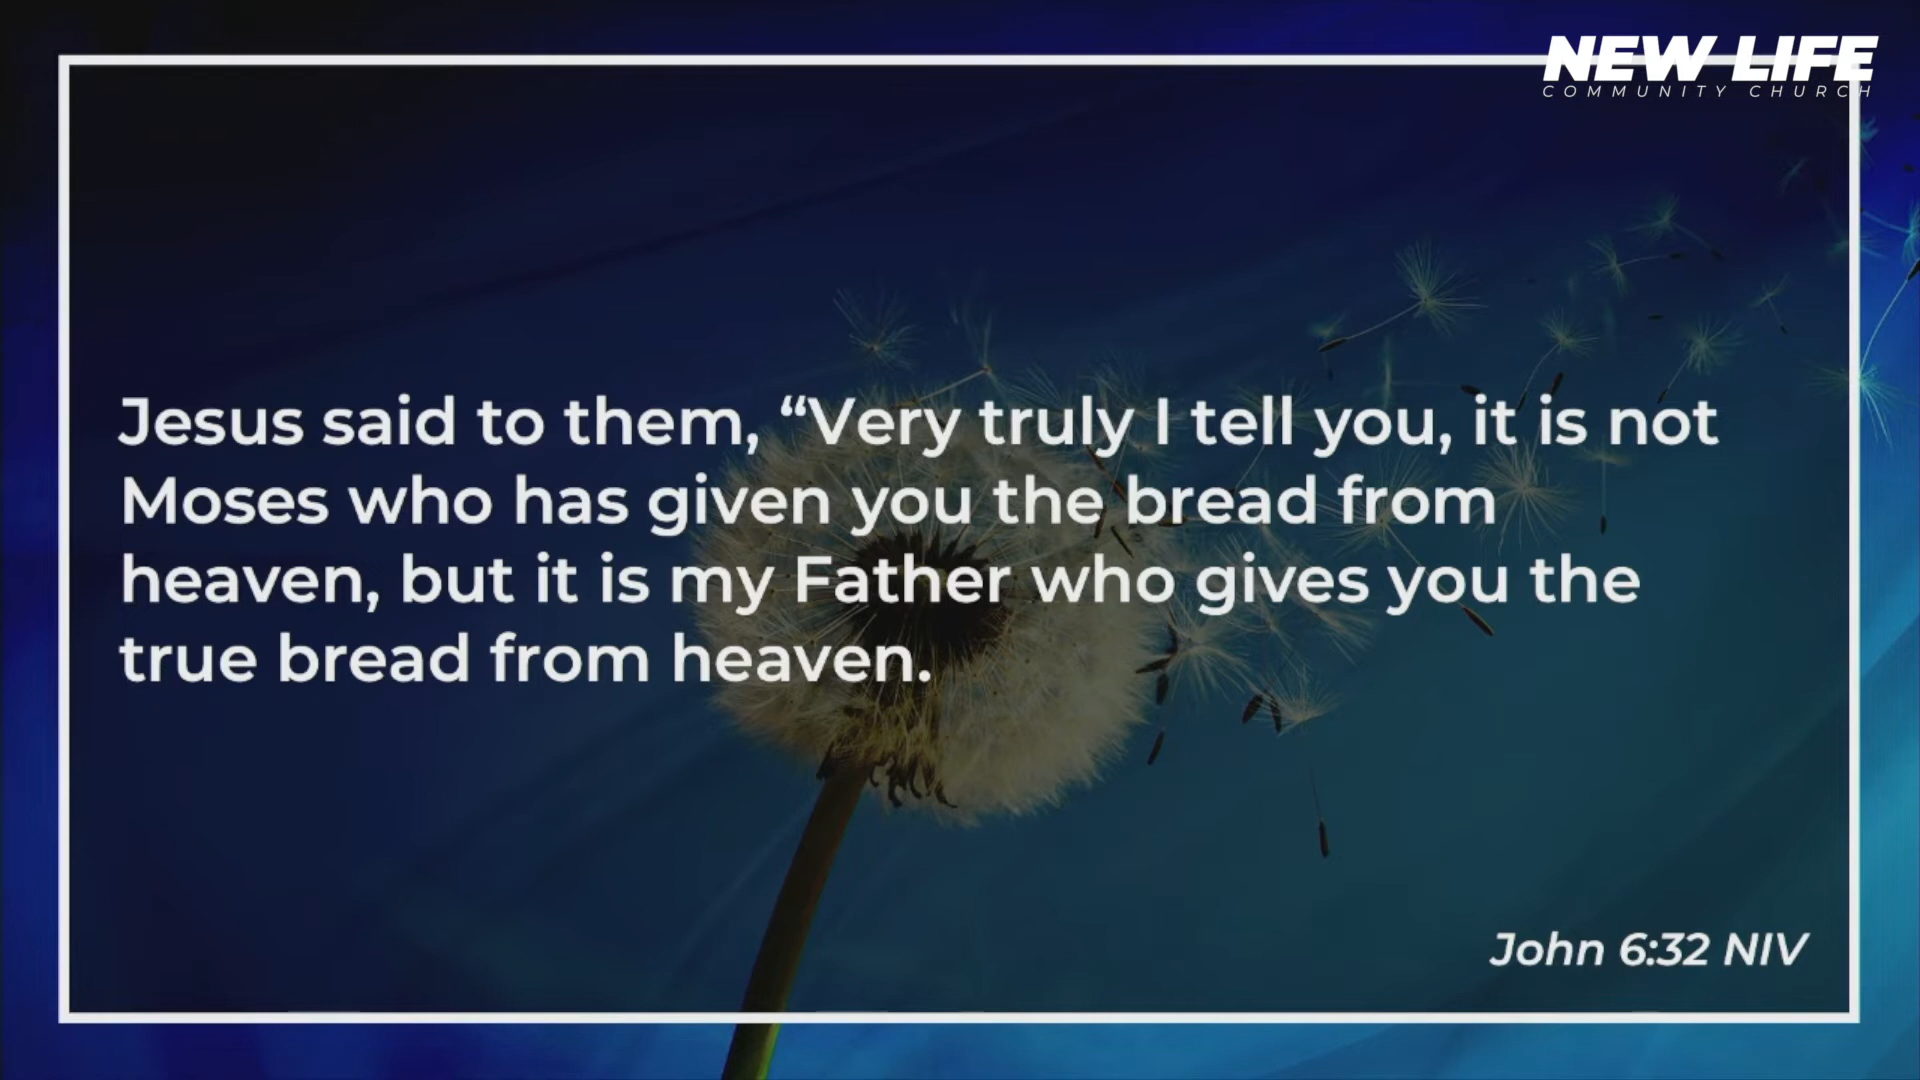 NEW LIFE
COMMUNITY CHURCH
Jesus said to them, “Very truly I tell you, it is not
Moses who has given you the bread from
heaven, but it is my Father who gives you the
true bread from heaven.
John 6:32 NIV